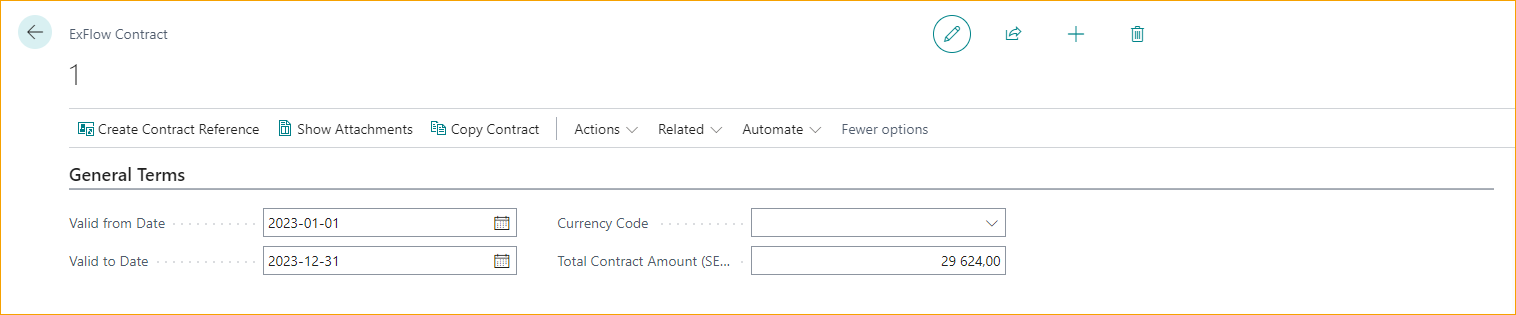 ExFlow Contract
1
Create Contract Reference Show Attachments Copy Contract Actions Related Automate Fewer options
General Terms
Valid from Date 2023-01-01 Currency Code
Valid to Date 2023-12-31 Total Contract Amount (SE... 29 624,00